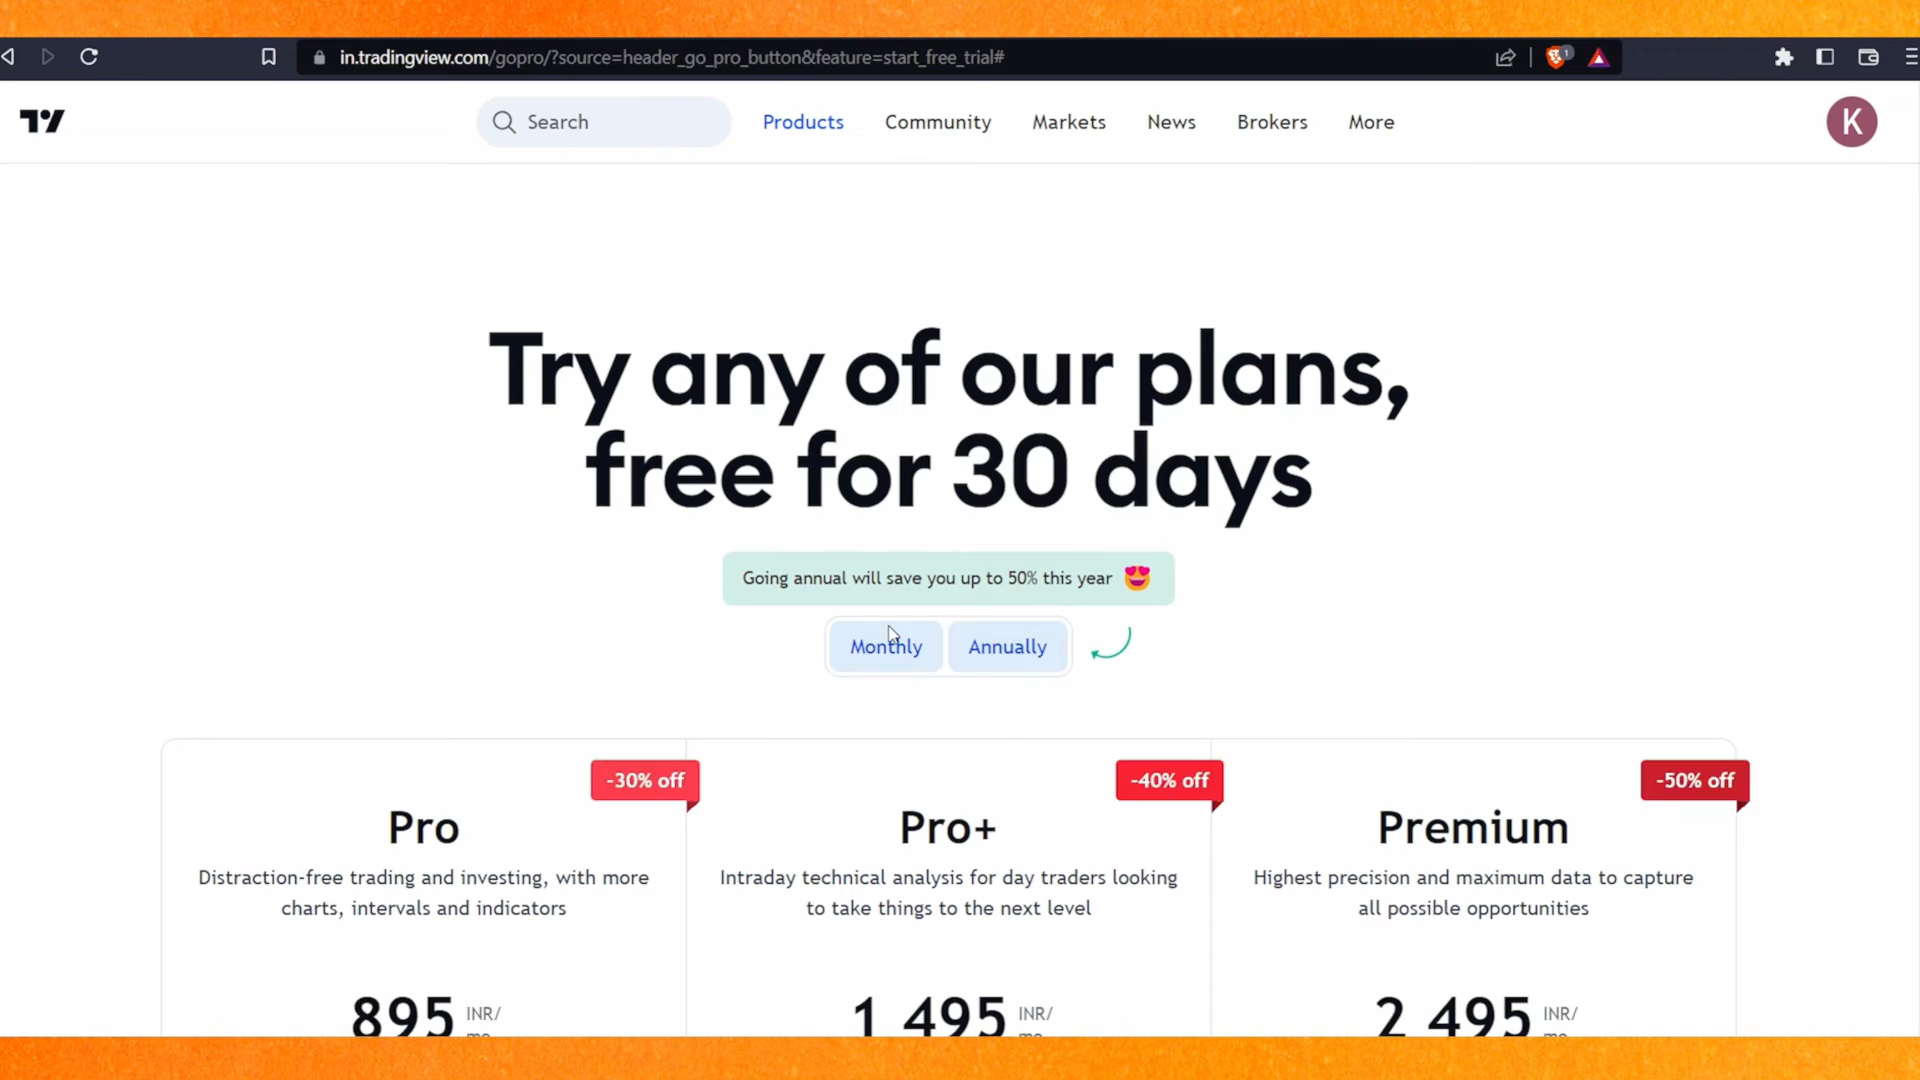 in.tradingview.com/gopro/?source=header_go_pro_button&feature=start_free_trial#
1
Search
Products
Community
Markets
News
Brokers
More
K
Try any of our plans,
free for 30 days
Going annual will save you up to 50% this year
Monthly
Annually
-30% off
Pro
Distraction-free trading and investing, with more
charts, intervals and indicators
895 INR/
mo
-40% off
Pro+
Intraday technical analysis for day traders looking
to take things to the next level
1 495 INR/
mo
-50% off
Premium
Highest precision and maximum data to capture
all possible opportunities
2 495 INR/
mo